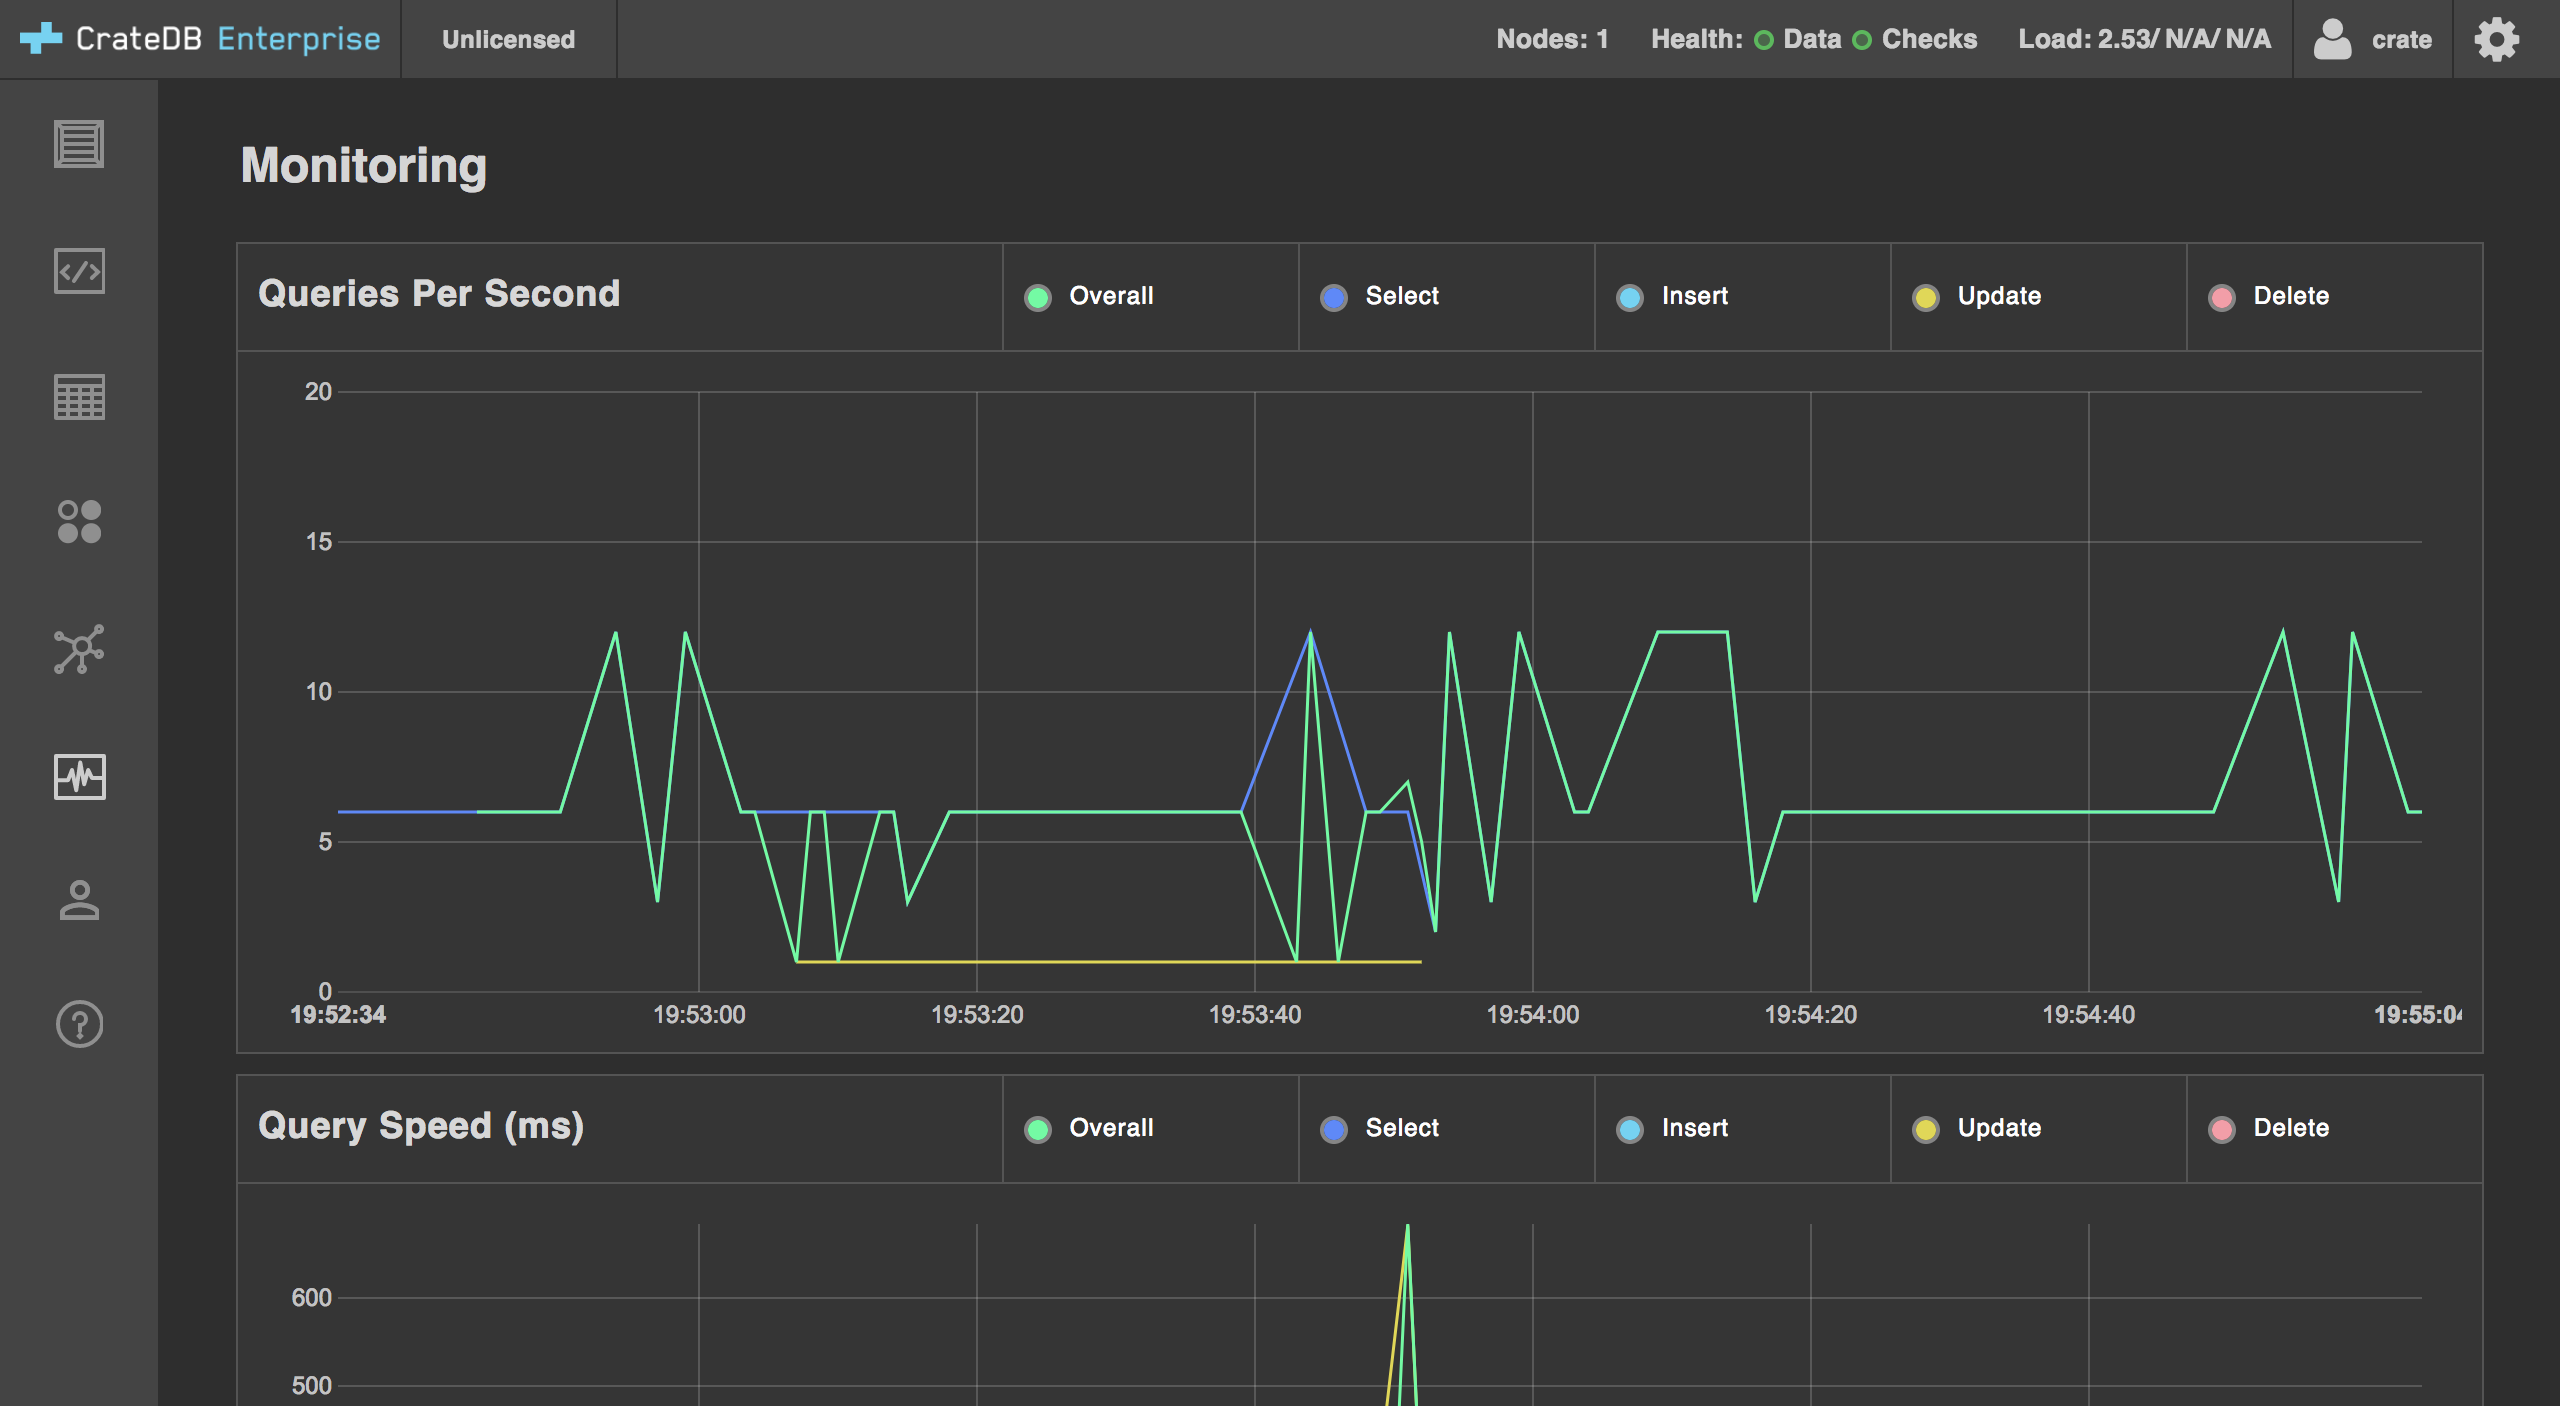 CrateDB Enterprise Unlicensed Nodes: 1 Health: Data Checks Load: 2.53/ N/A/ N/A crate
Monitoring
Queries Per Second Overall Select Insert Update Delete
20
15
10
5
0
19:52:34 19:53:00 19:53:20 19:53:40 19:54:00 19:54:20 19:54:40 19:55:04
Query Speed (ms) Overall Select Insert Update Delete
600
500